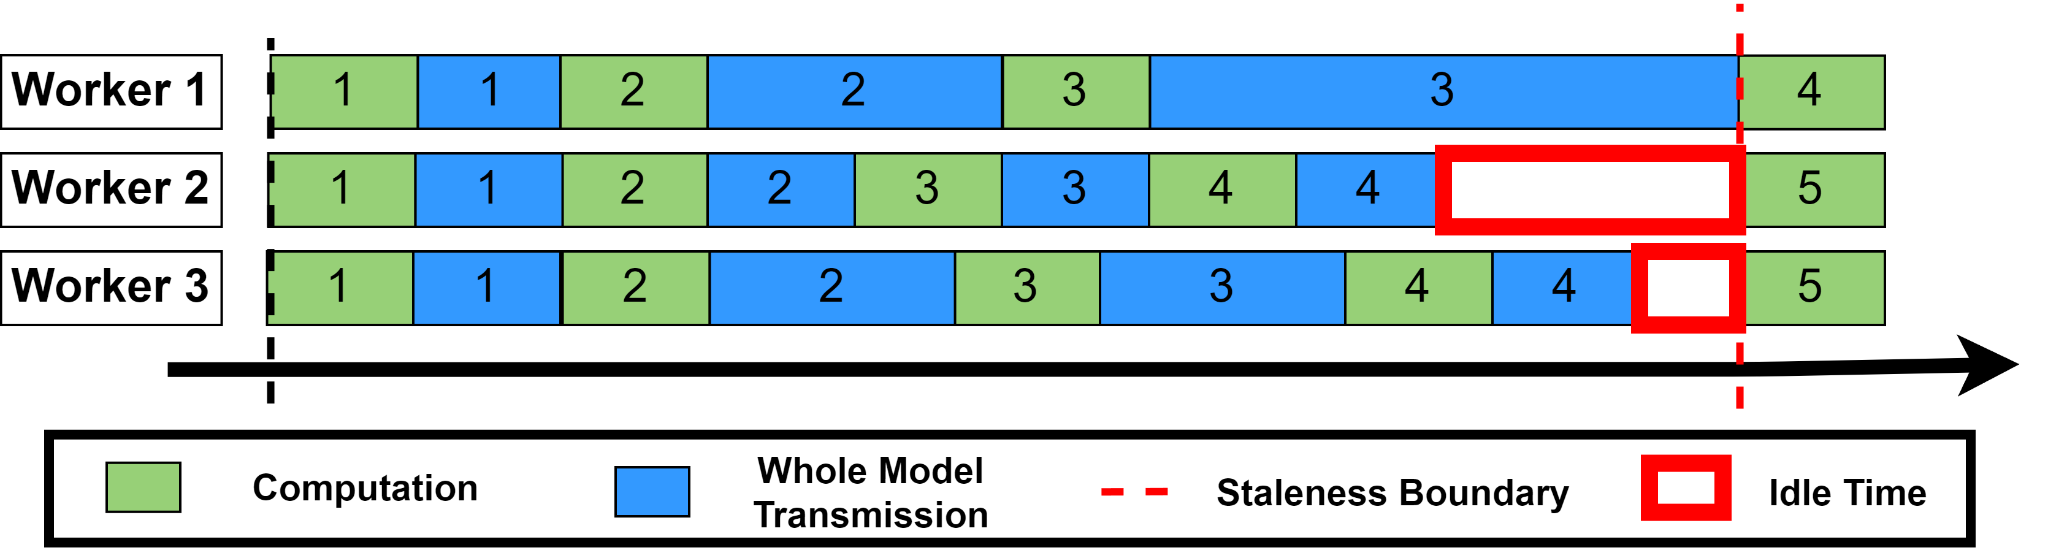 Worker 1 1 1 2 2 3 3 4
Worker 2 1 1 2 2 3 3 4 4 5
Worker 3 1 1 2 2 3 3 4 4 5
Computation
Whole Model
Transmission
Staleness Boundary
Idle Time